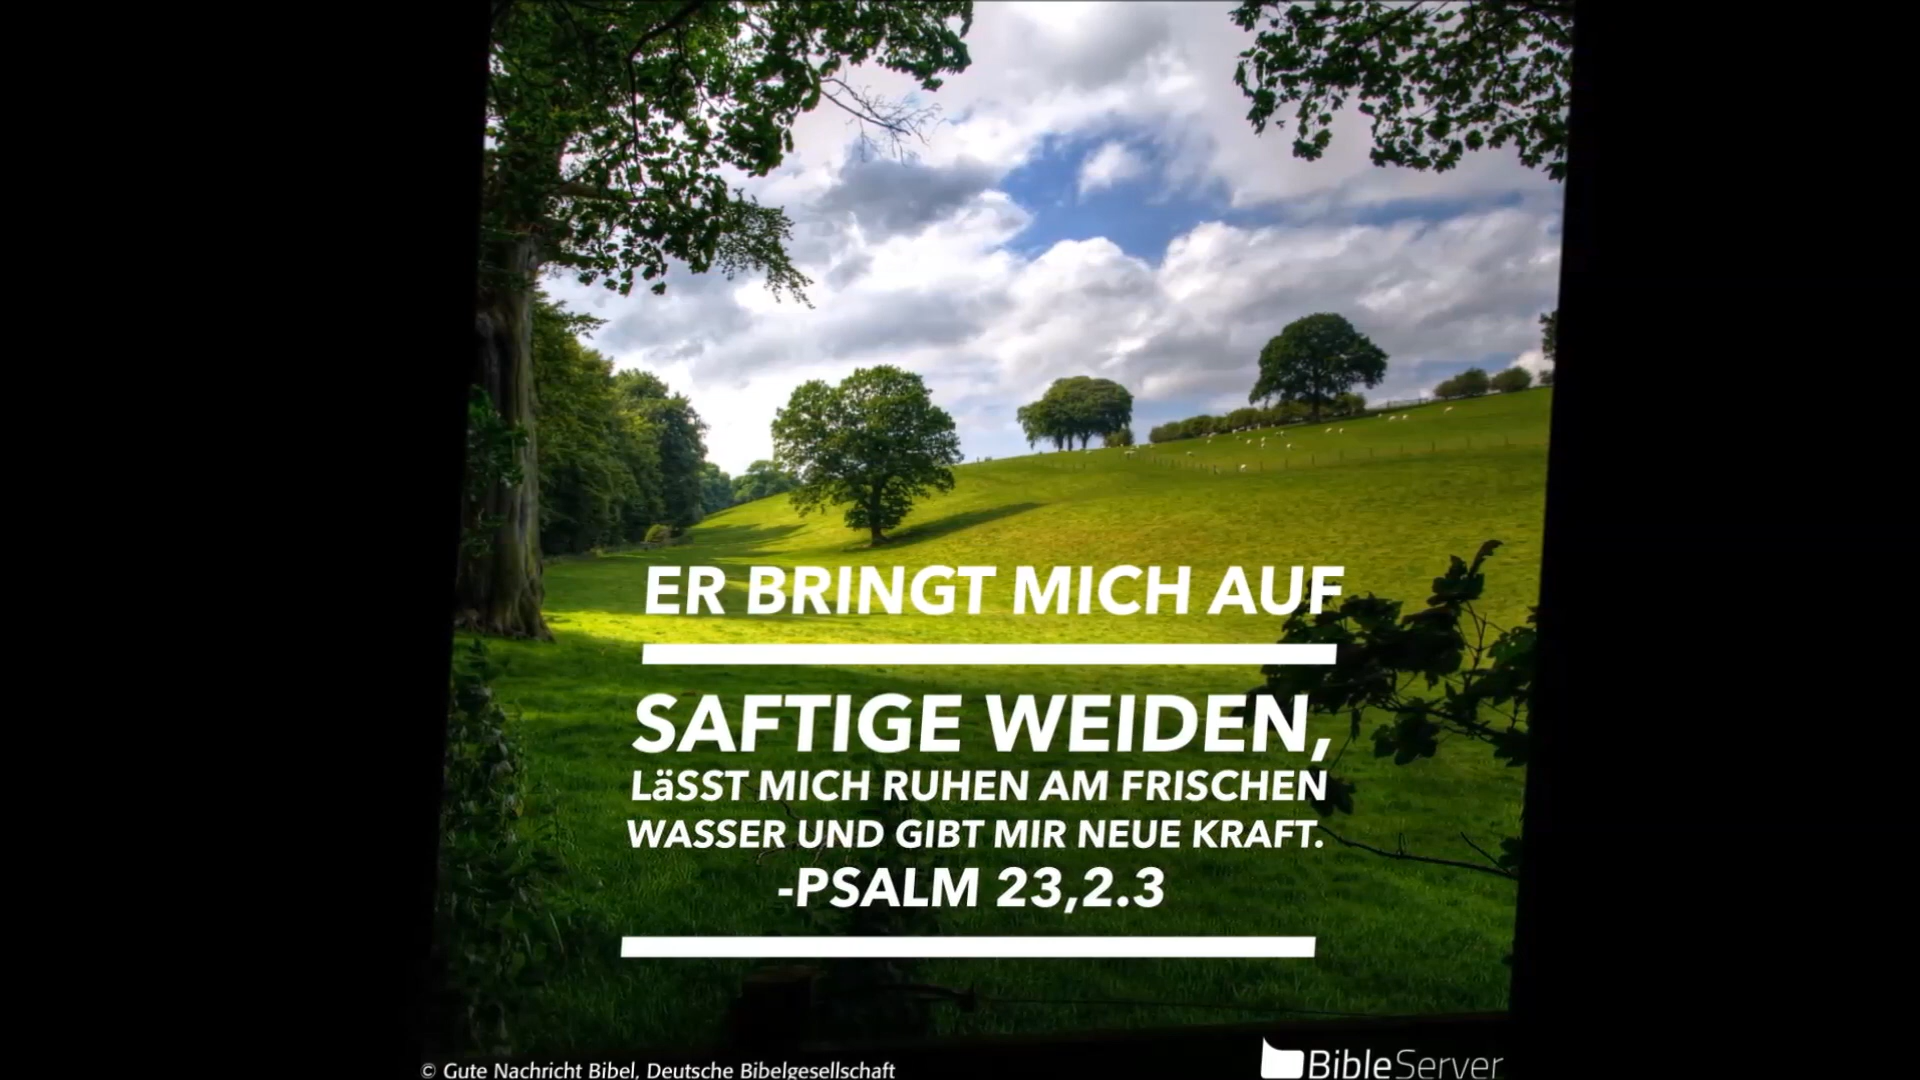 ER BRINGT MICH AUF
SAFTIGE WEIDEN,
LäSST MICH RUHEN AM FRISCHEN
WASSER UND GIBT MIR NEUE KRAFT.
-PSALM 23,2.3
© Gute Nachricht Bibel, Deutsche Bibelgesellschaft
BibleServer